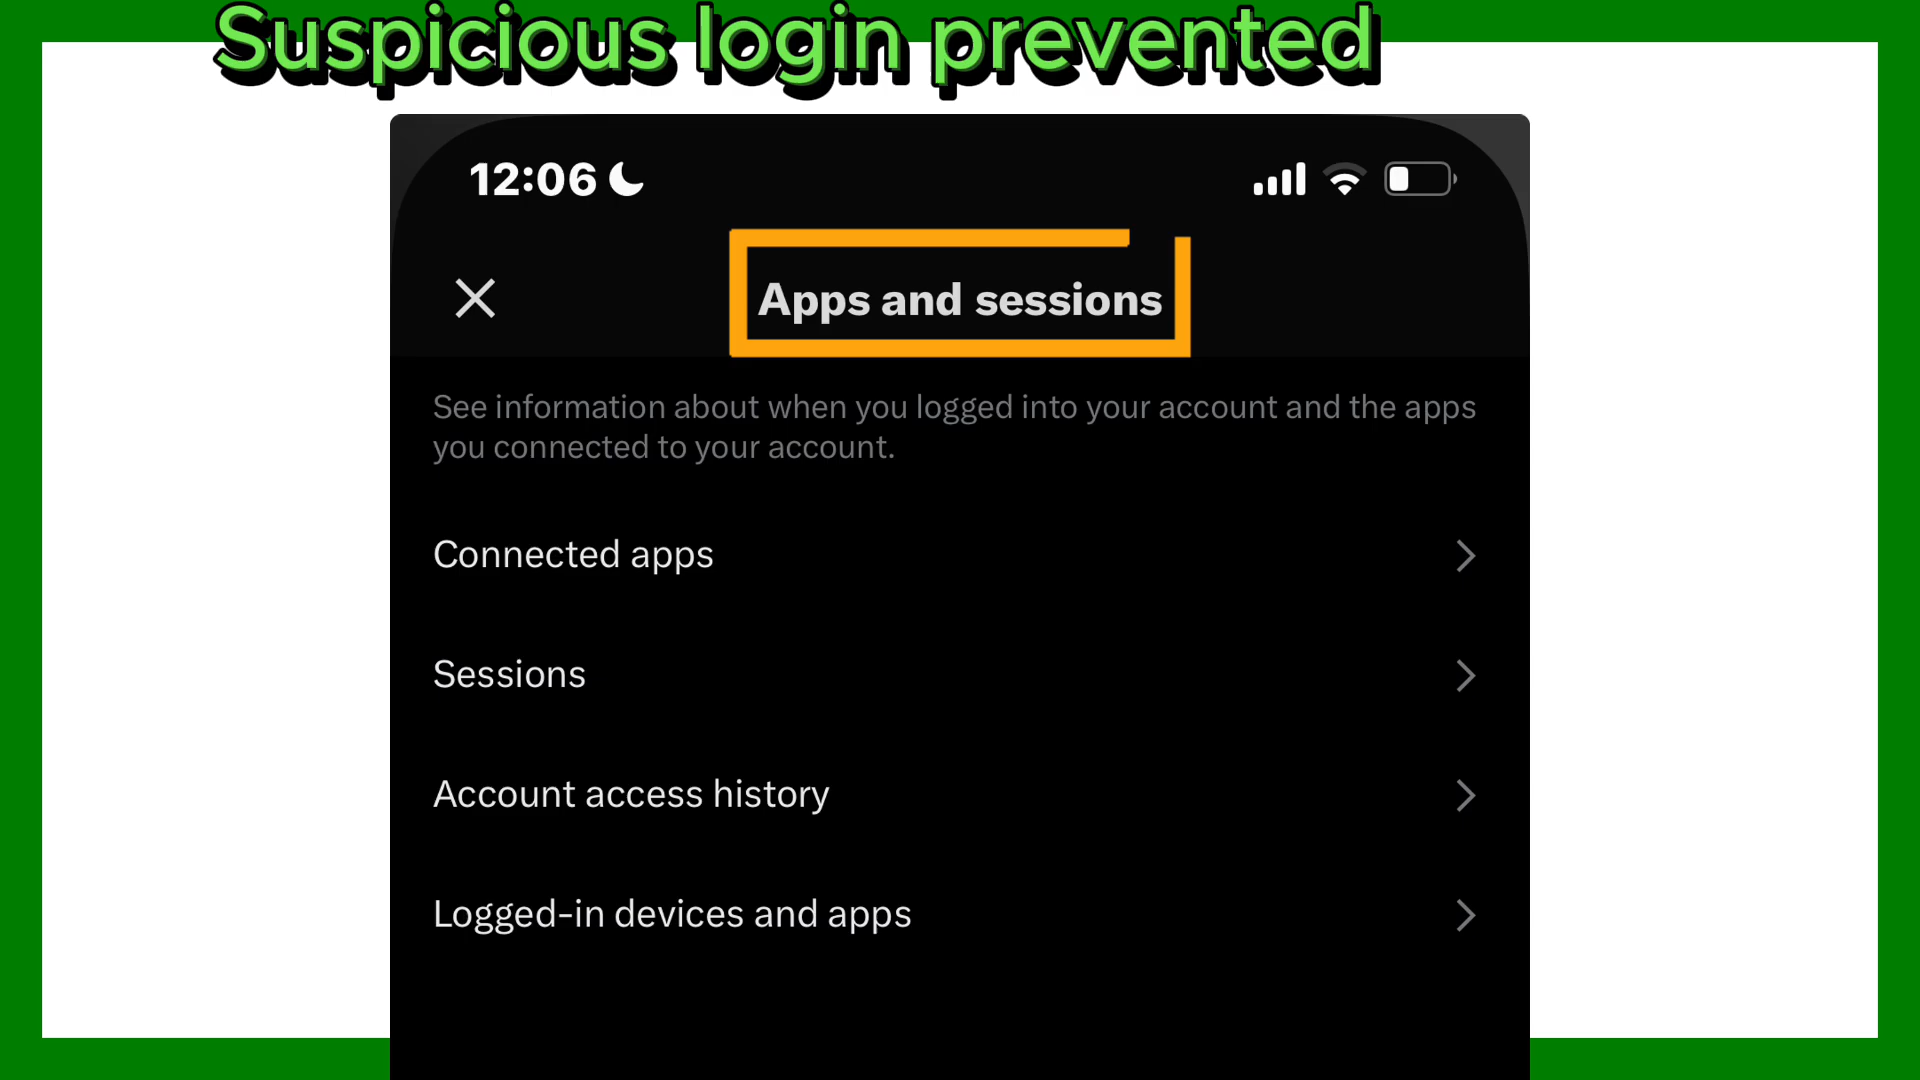 Suspicious login prevented
12:06
Apps and sessions
See information about when you logged into your account and the apps
you connected to your account.
Connected apps
Sessions
Account access history
Logged-in devices and apps